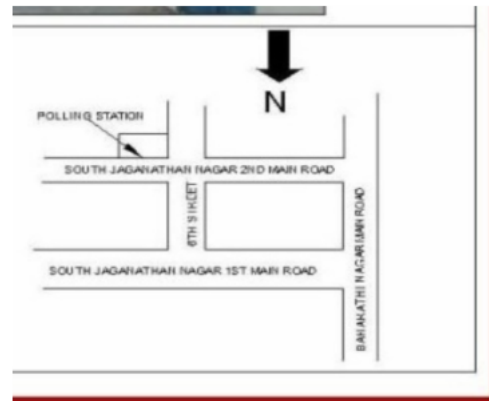 N
POLLING STATION
SOUTH JAGANATHAN NAGAR 2ND MAIN ROAD
6TH STREET
SOUTH JAGANATHAN NAGAR 1ST MAIN ROAD
NAGAR MAIN ROAD